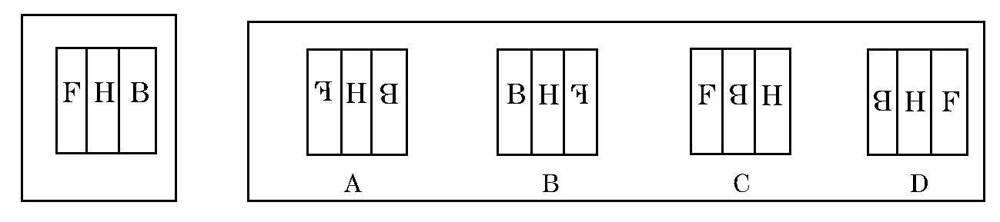 F H B
F H B
B H F
F B H
B H F
A B C D